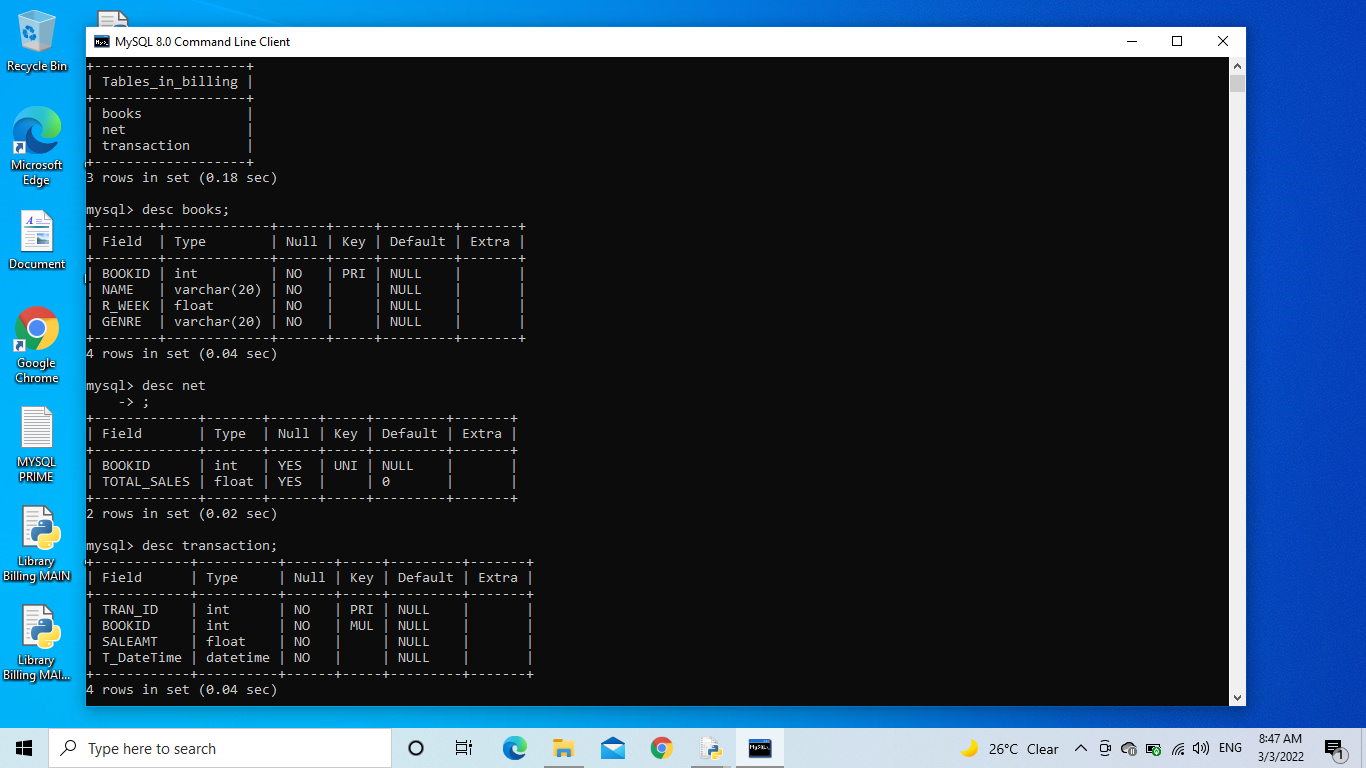 Recycle Bin
Microsoft
Edge
Document
Google
Chrome
MYSQL
PRIME
Library
Billing MAIN
Library
Billing MAI...
MySQL 8.0 Command Line Client
+-------------------+
| Tables_in_billing |
+-------------------+
| books             |
| net               |
| transaction       |
+-------------------+
3 rows in set (0.18 sec)
mysql> desc books;
+--------+-------------+------+-----+---------+-------+
| Field  | Type        | Null | Key | Default | Extra |
+--------+-------------+------+-----+---------+-------+
| BOOKID | int         | NO   | PRI | NULL    |       |
| NAME   | varchar(20) | NO   |     | NULL    |       |
| R_WEEK | float       | NO   |     | NULL    |       |
| GENRE  | varchar(20) | NO   |     | NULL    |       |
+--------+-------------+------+-----+---------+-------+
4 rows in set (0.04 sec)
mysql> desc net
    -> ;
+-------------+-------+------+-----+---------+-------+
| Field       | Type  | Null | Key | Default | Extra |
+-------------+-------+------+-----+---------+-------+
| BOOKID      | int   | YES  | UNI | NULL    |       |
| TOTAL_SALES | float | YES  |     | 0       |       |
+-------------+-------+------+-----+---------+-------+
2 rows in set (0.02 sec)
mysql> desc transaction;
+------------+----------+------+-----+---------+-------+
| Field      | Type     | Null | Key | Default | Extra |
+------------+----------+------+-----+---------+-------+
| TRAN_ID    | int      | NO   | PRI | NULL    |       |
| BOOKID     | int      | NO   | MUL | NULL    |       |
| SALEAMT    | float    | NO   |     | NULL    |       |
| T_DateTime | datetime | NO   |     | NULL    |       |
+------------+----------+------+-----+---------+-------+
4 rows in set (0.04 sec)
Type here to search
26°C Clear
ENG
8:47 AM
3/3/2022
1